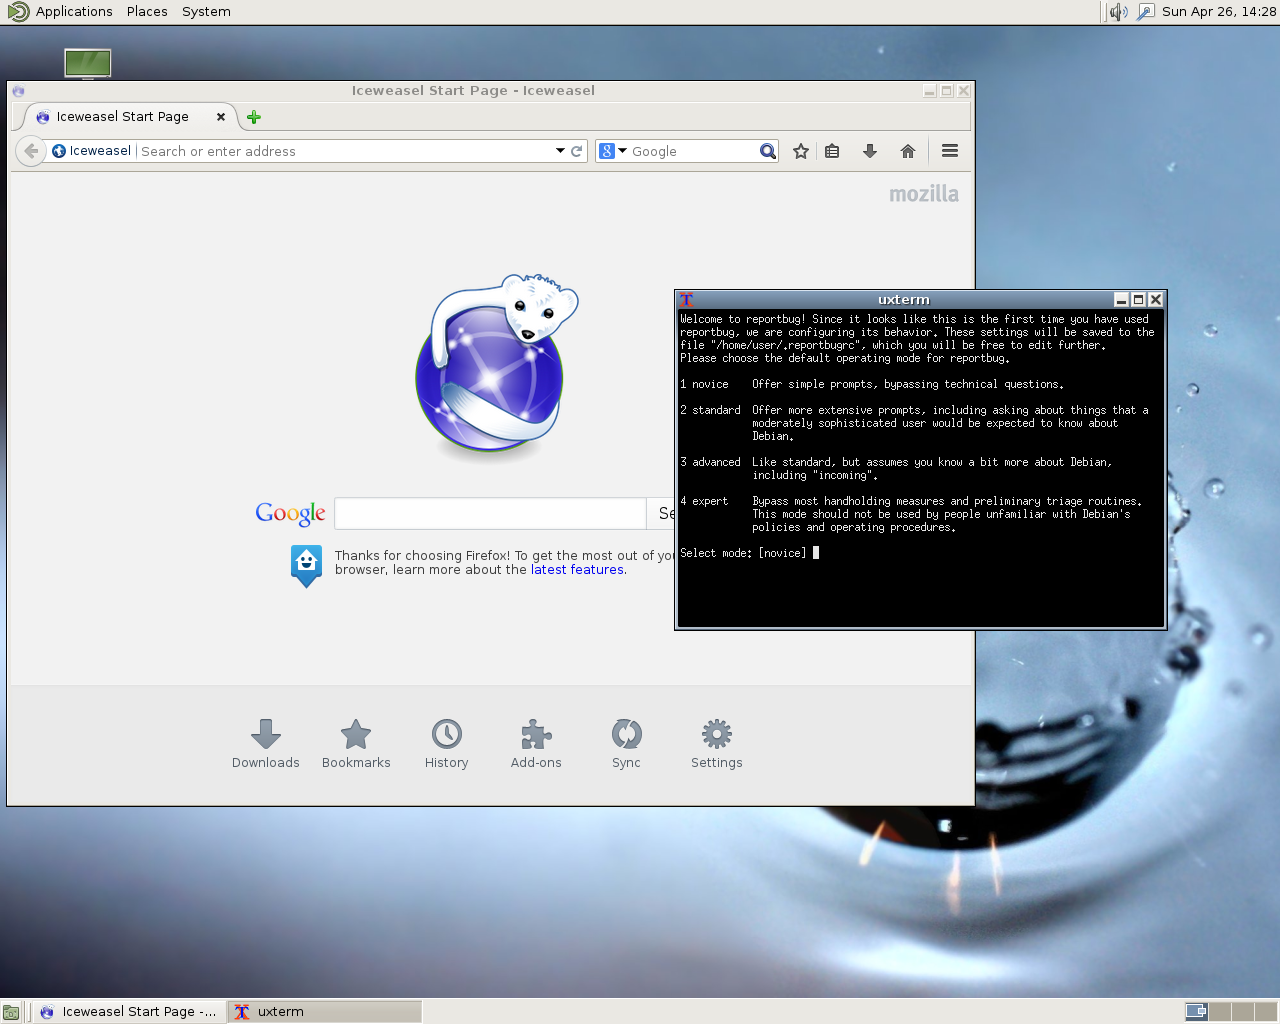 Applications Places System
Sun Apr 26, 14:28
Iceweasel Start Page - Iceweasel
Iceweasel Start Page
Iceweasel Search or enter address
Google
mozilla
Google
Se
Thanks for choosing Firefox! To get the most out of you
browser, learn more about the latest features.
Downloads Bookmarks History Add-ons Sync Settings
uxterm
Welcome to reportbug! Since it looks like this is the first time you have used
reportbug, we are configuring its behavior. These settings will be saved to the
file "/home/user/.reportbugrc", which you will be free to edit further.
Please choose the default operating mode for reportbug.
1 novice Offer simple prompts, bypassing technical questions.
2 standard Offer more extensive prompts, including asking about things that a
moderately sophisticated user would be expected to know about
Debian.
3 advanced Like standard, but assumes you know a bit more about Debian,
including "incoming".
4 expert Bypass most handholding measures and preliminary triage routines.
This mode should not be used by people unfamiliar with Debian's
policies and operating procedures.
Select mode: [novice]
Iceweasel Start Page -...
uxterm